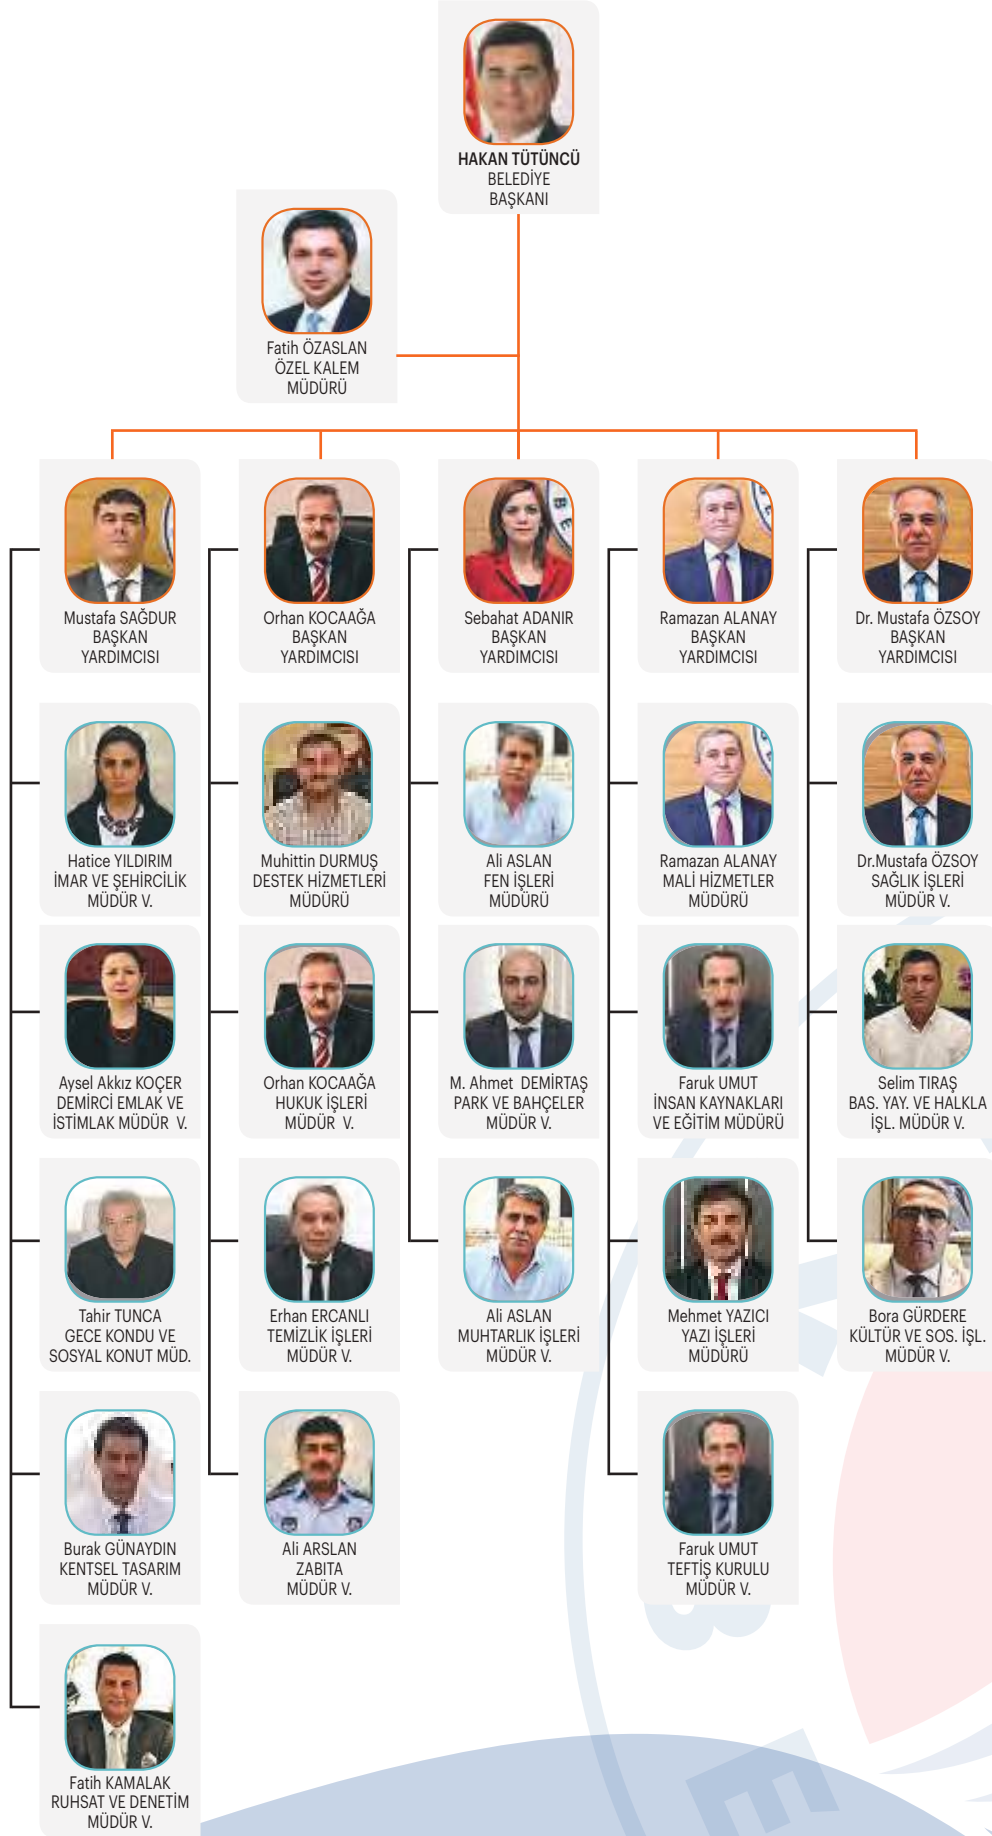 HAKAN TÜTÜNCÜ
BELEDİYE
BAŞKANI
Fatih ÖZASLAN
ÖZEL KALEM
MÜDÜRÜ
Mustafa SAĞDUR
BAŞKAN
YARDIMCISI
Orhan KOCAAĞA
BAŞKAN
YARDIMCISI
Sebahat ADANIR
BAŞKAN
YARDIMCISI
Ramazan ALANAY
BAŞKAN
YARDIMCISI
Dr. Mustafa ÖZSOY
BAŞKAN
YARDIMCISI
Hatice YILDIRIM
İMAR VE ŞEHİRCİLİK
MÜDÜR V.
Muhittin DURMUŞ
DESTEK HİZMETLERİ
MÜDÜRÜ
Ali ASLAN
FEN İŞLERİ
MÜDÜRÜ
Ramazan ALANAY
MALİ HİZMETLER
MÜDÜRÜ
Dr.Mustafa ÖZSOY
SAĞLIK İŞLERİ
MÜDÜR V.
Aysel Akkız KOÇER
DEMİRCİ EMLAK VE
İSTİMLAK MÜDÜR V.
Orhan KOCAAĞA
HUKUK İŞLERİ
MÜDÜR V.
M. Ahmet DEMİRTAŞ
PARK VE BAHÇELER
MÜDÜR V.
Faruk UMUT
İNSAN KAYNAKLARI
VE EĞİTİM MÜDÜRÜ
Selim TIRAŞ
BAS. YAY. VE HALKLA
İŞL. MÜDÜR V.
Tahir TUNCA
GECE KONDU VE
SOSYAL KONUT MÜD.
Erhan ERCANLI
TEMİZLİK İŞLERİ
MÜDÜR V.
Ali ASLAN
MUHTARLIK İŞLERİ
MÜDÜR V.
Mehmet YAZICI
YAZI İŞLERİ
MÜDÜRÜ
Bora GÜRDERE
KÜLTÜR VE SOS. İŞL.
MÜDÜR V.
Burak GÜNAYDIN
KENTSEL TASARIM
MÜDÜR V.
Ali ARSLAN
ZABITA
MÜDÜR V.
Faruk UMUT
TEFTİŞ KURULU
MÜDÜR V.
Fatih KAMALAK
RUHSAT VE DENETİM
MÜDÜR V.